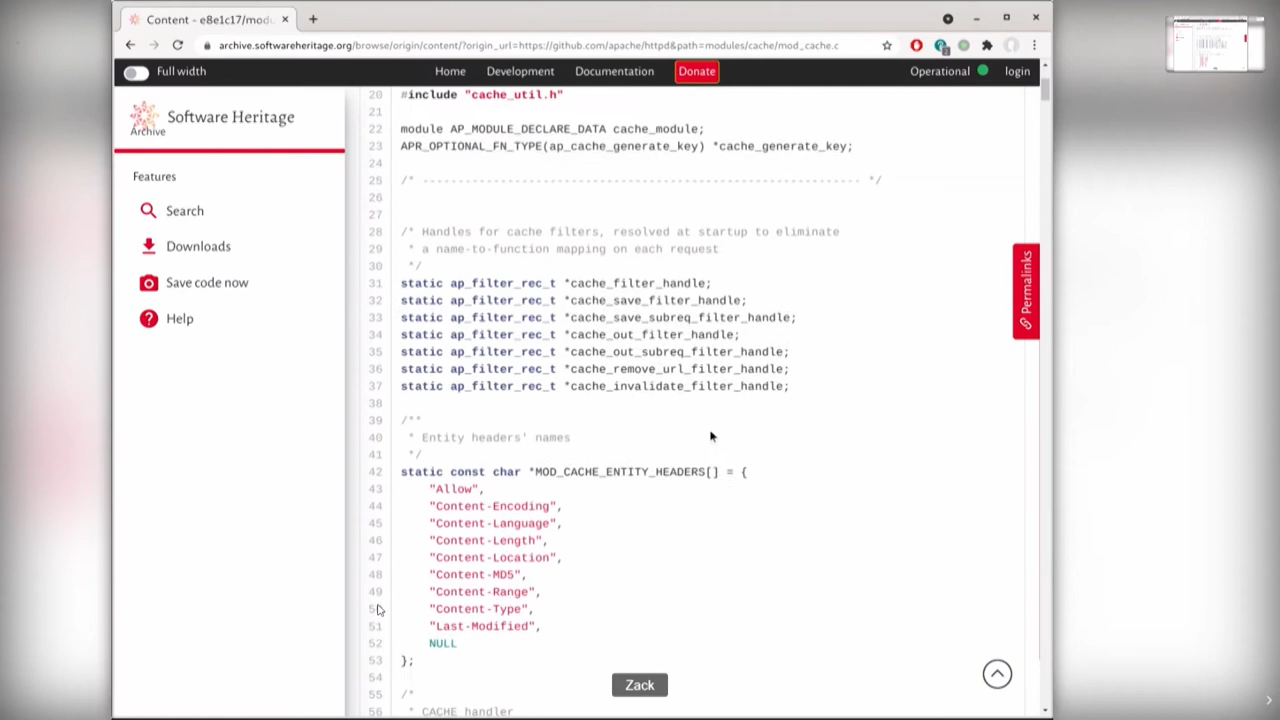 Content - e8e1c17/modu
archive.softwareheritage.org/browse/origin/content/?origin_url=https://github.com/apache/httpd&path=modules/cache/mod_cache.c
Full width
Home
Development
Documentation
Donate
Operational
login
Software Heritage
Archive
Features
Search
Downloads
Save code now
Help
20 #include "cache_util.h"
21
22 module AP_MODULE_DECLARE_DATA cache_module;
23 APR_OPTIONAL_FN_TYPE(ap_cache_generate_key) *cache_generate_key;
24
25 /* ------------------------------------------------------------- */
26
27
28 /* Handles for cache filters, resolved at startup to eliminate
29 * a name-to-function mapping on each request
30 */
31 static ap_filter_rec_t *cache_filter_handle;
32 static ap_filter_rec_t *cache_save_filter_handle;
33 static ap_filter_rec_t *cache_save_subreq_filter_handle;
34 static ap_filter_rec_t *cache_out_filter_handle;
35 static ap_filter_rec_t *cache_out_subreq_filter_handle;
36 static ap_filter_rec_t *cache_remove_url_filter_handle;
37 static ap_filter_rec_t *cache_invalidate_filter_handle;
38
39 /**
40 * Entity headers' names
41 */
42 static const char *MOD_CACHE_ENTITY_HEADERS[] = {
43 "Allow",
44 "Content-Encoding",
45 "Content-Language",
46 "Content-Length",
47 "Content-Location",
48 "Content-MD5",
49 "Content-Range",
"Content-Type",
51 "Last-Modified",
52 NULL
53 };
54
55 /*
56 * CACHE handler
Permalinks
Zack